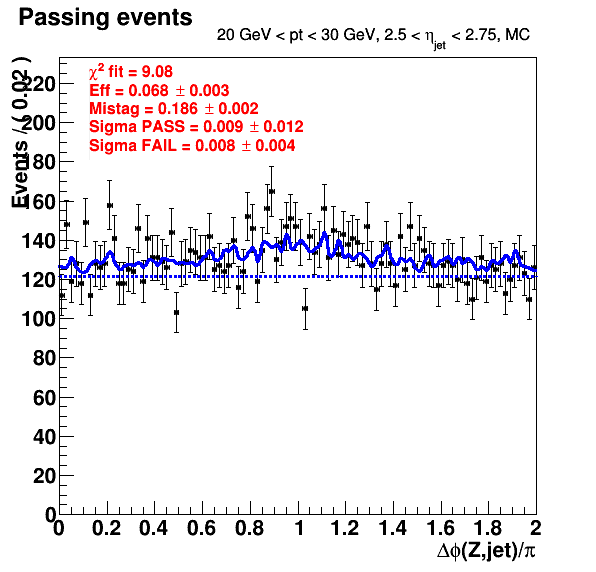 Passing events
20 GeV < pt < 30 GeV, 2.5 < η_jet < 2.75, MC
χ² fit = 9.08
Eff = 0.068 ± 0.003
Mistag = 0.186 ± 0.002
Sigma PASS = 0.009 ± 0.012
Sigma FAIL = 0.008 ± 0.004
Events / ( 0.02 )
220
200
180
160
140
120
100
80
60
40
20
0
0 0.2 0.4 0.6 0.8 1 1.2 1.4 1.6 1.8 2
Δϕ(Z,jet)/π